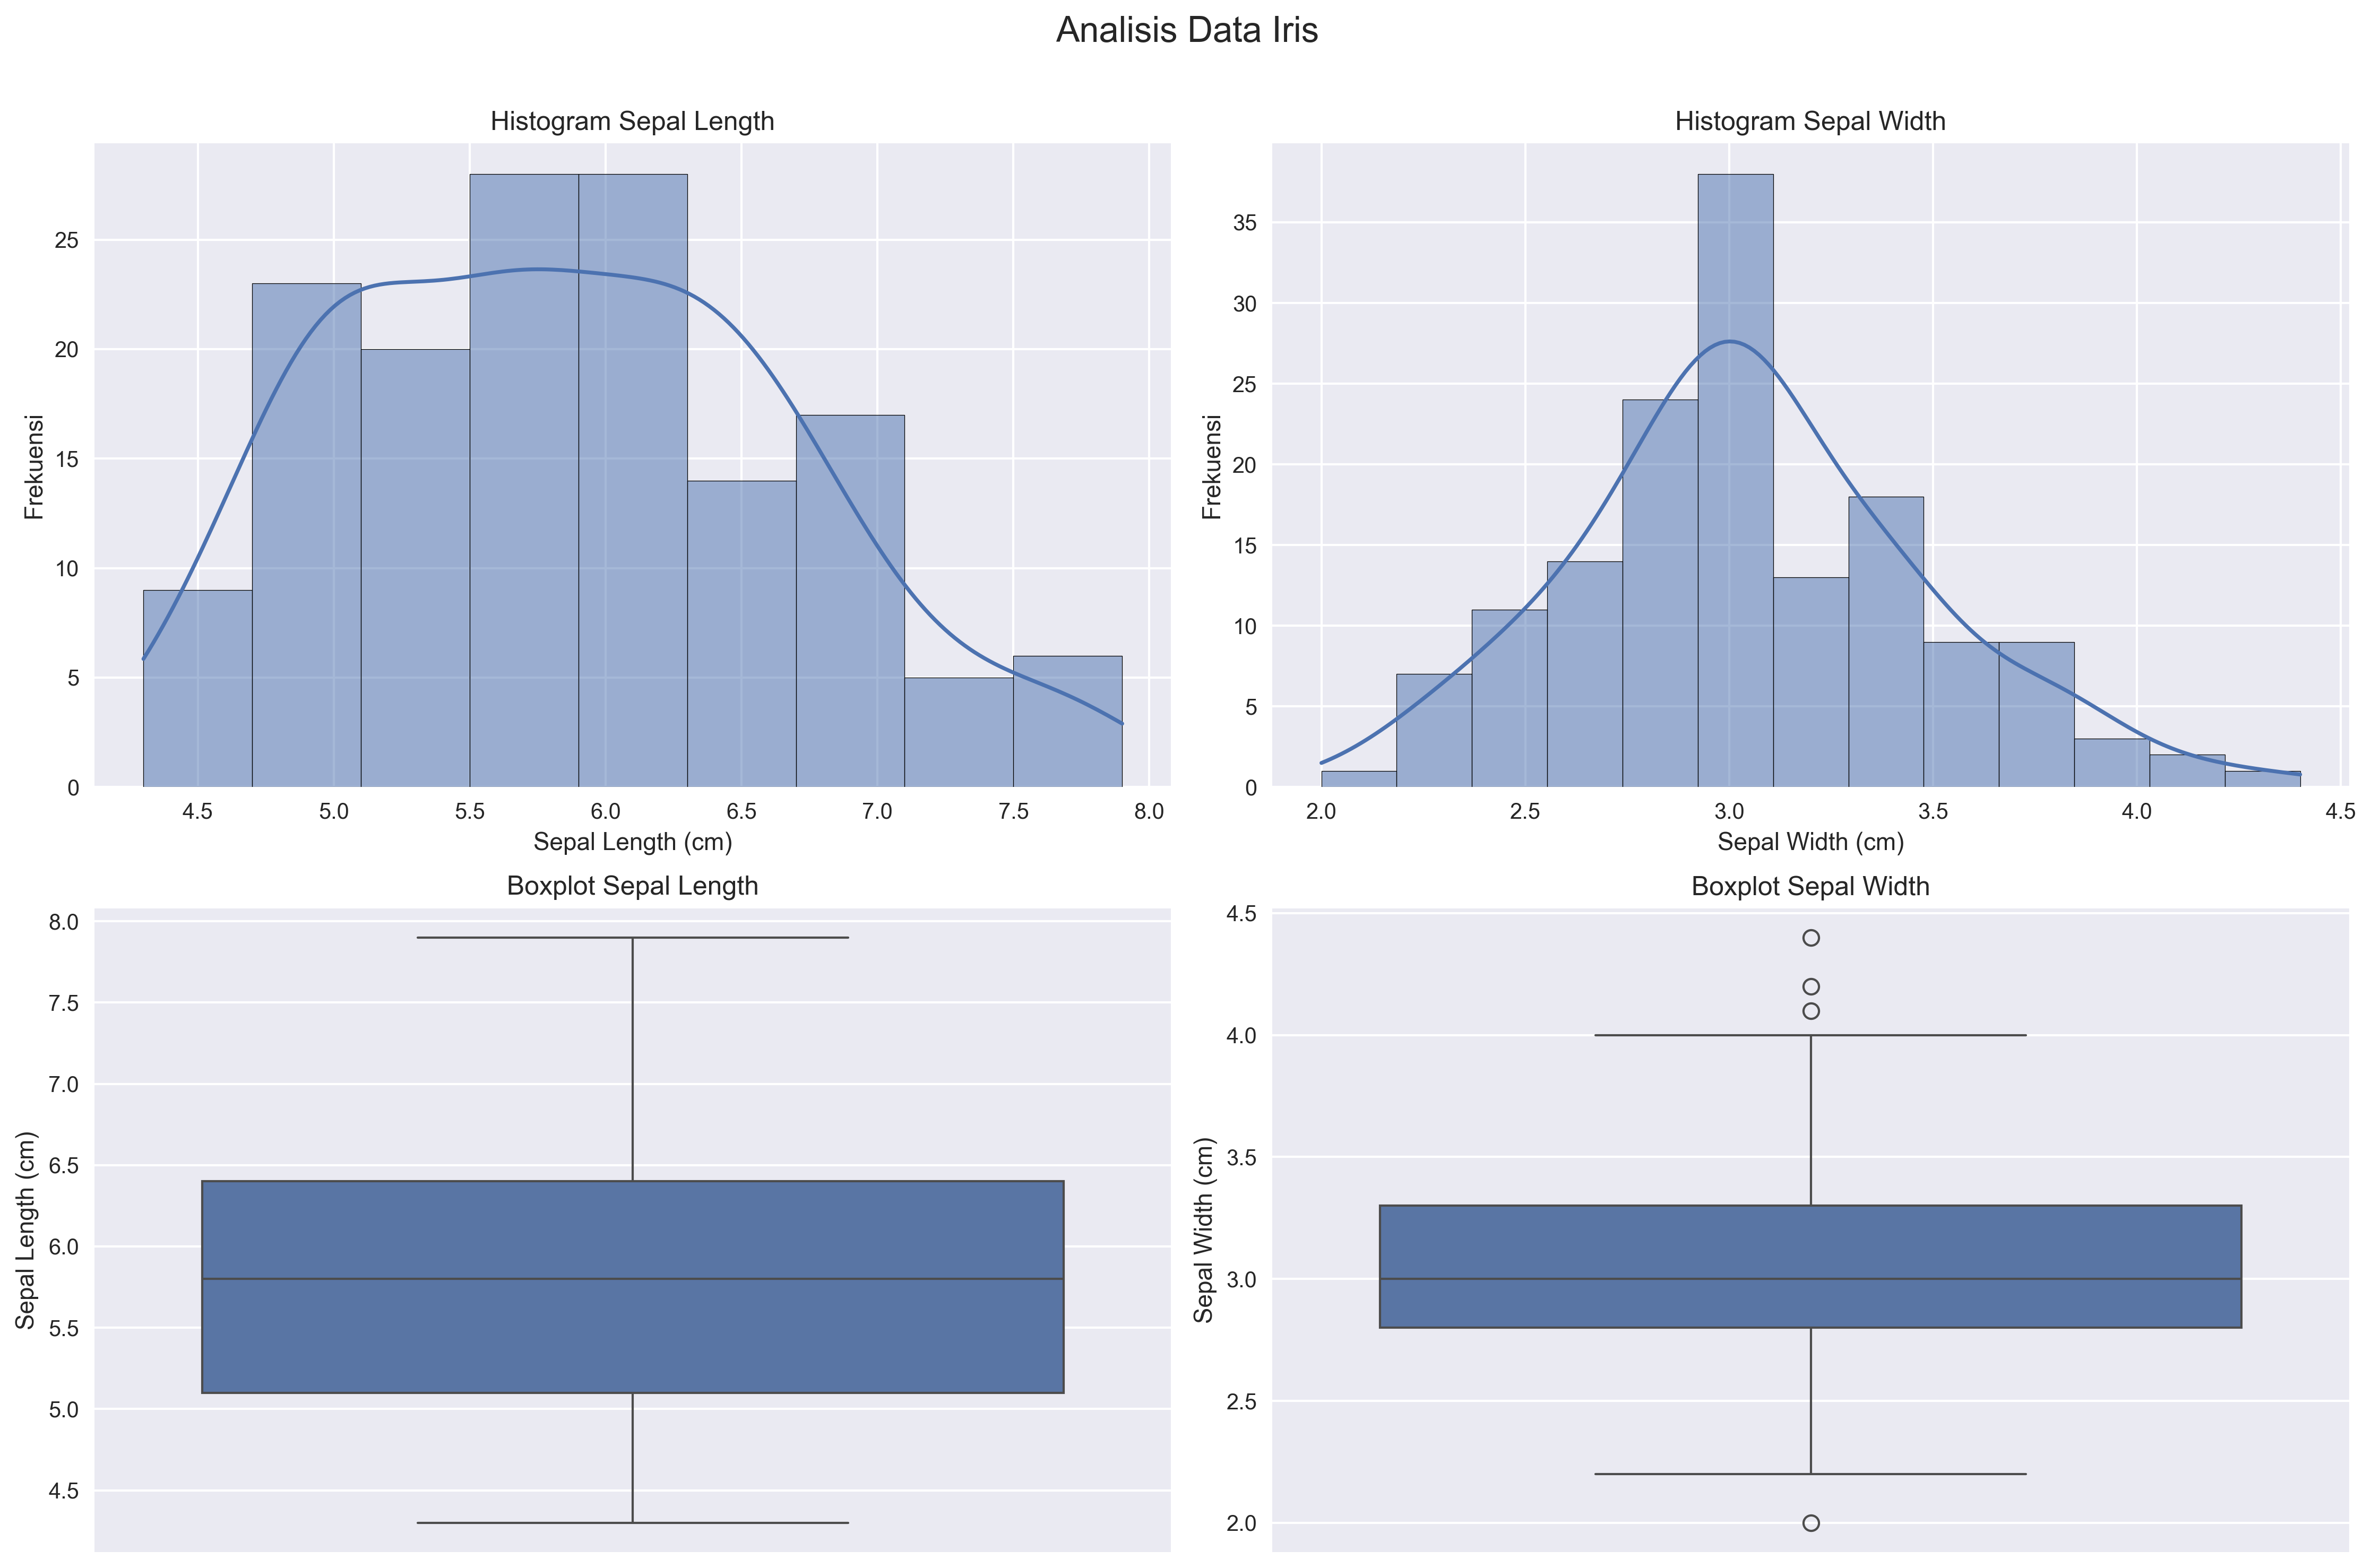 Analisis Data Iris
Histogram Sepal Length
Frekuensi
25
20
15
10
5
0
4.5 5.0 5.5 6.0 6.5 7.0 7.5 8.0
Sepal Length (cm)
Histogram Sepal Width
Frekuensi
35
30
25
20
15
10
5
0
2.0 2.5 3.0 3.5 4.0 4.5
Sepal Width (cm)
Boxplot Sepal Length
Sepal Length (cm)
8.0
7.5
7.0
6.5
6.0
5.5
5.0
4.5
Boxplot Sepal Width
Sepal Width (cm)
4.5
4.0
3.5
3.0
2.5
2.0